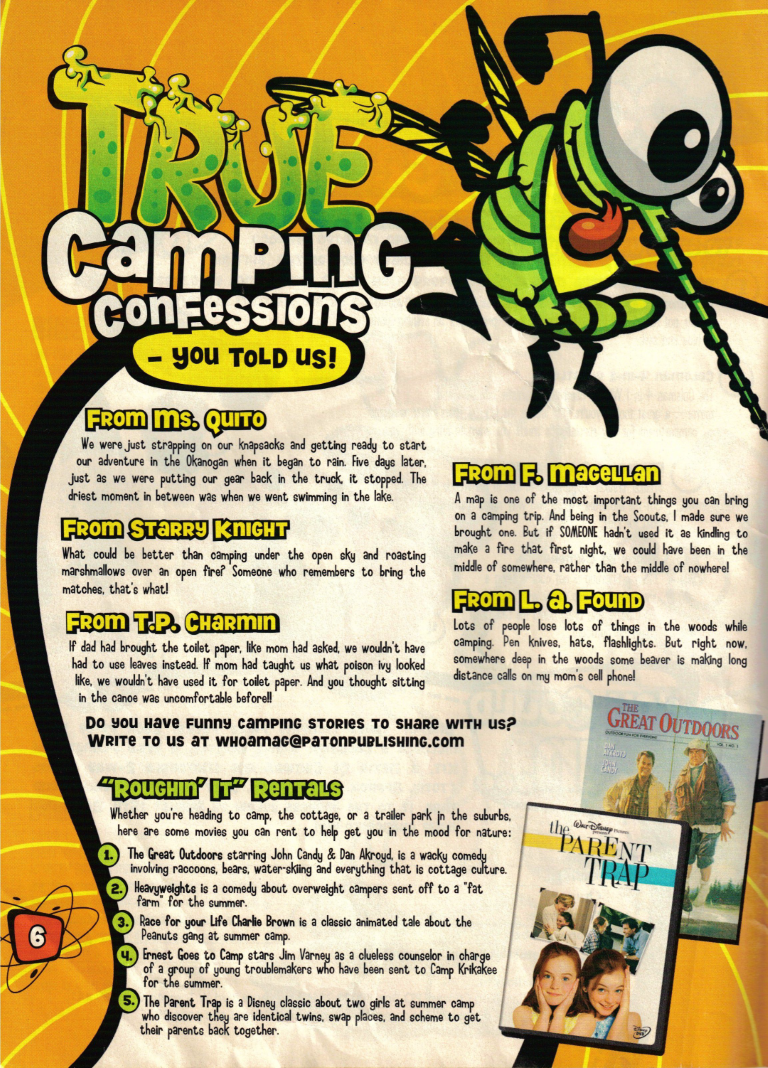 TRUE
Camping
Confessions
- YOU TOLD US!
From Ms. Quito
We were just strapping on our knapsacks and getting ready to start
our adventure in the Okanogan when it began to rain. Five days later,
just as we were putting our gear back in the truck, it stopped. The
driest moment in between was when we went swimming in the lake.
From Starry Knight
What could be better than camping under the open sky and roasting
marshmallows over an open fire? Someone who remembers to bring the
matches, that's what!
From T.P. Charmin
If dad had brought the toilet paper, like mom had asked, we wouldn't have
had to use leaves instead. If mom had taught us what poison ivy looked
like, we wouldn't have used it for toilet paper. And you thought sitting
in the canoe was uncomfortable before!!
From F. Magellan
A map is one of the most important things you can bring
on a camping trip. And being in the Scouts, I made sure we
brought one. But if SOMEONE hadn't used it as kindling to
make a fire that first night, we could have been in the
middle of somewhere, rather than the middle of nowhere!
From L. A. Found
Lots of people lose lots of things in the woods while
camping. Pen knives, hats, flashlights. But right now,
somewhere deep in the woods some beaver is making long
distance calls on my mom's cell phone!
Do you have funny camping stories to share with us?
Write to us at whoamag@patonpublishing.com
"Roughin' It" Rentals
Whether you're heading to camp, the cottage, or a trailer park in the suburbs,
here are some movies you can rent to help get you in the mood for nature:
1. The Great Outdoors starring John Candy & Dan Akroyd, is a wacky comedy
involving raccoons, bears, water-skiing and everything that is cottage culture.
2. Heavyweights is a comedy about overweight campers sent off to a "fat
farm" for the summer.
3. Race for your Life Charlie Brown is a classic animated tale about the
Peanuts gang at summer camp.
4. Ernest Goes to Camp stars Jim Varney as a clueless counselor in charge
of a group of young troublemakers who have been sent to Camp Krikakee
for the summer.
5. The Parent Trap is a Disney classic about two girls at summer camp
who discover they are identical twins, swap places, and scheme to get
their parents back together.
6
THE
GREAT OUTDOORS
DAN
AYKROYD
JOHN
CANDY
Walt Disney Pictures
presents
the
PARENT
TRAP
Disney
DVD